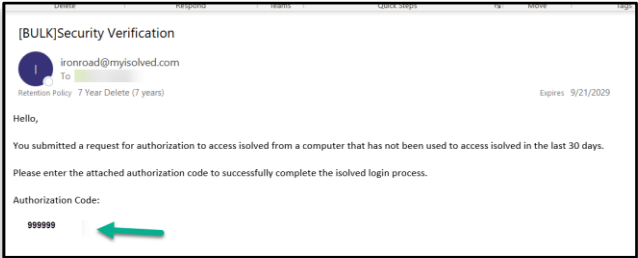 Delete Respond Teams Quick Steps Move Tags
[BULK]Security Verification
I
ironroad@myisolved.com
To
Retention Policy 7 Year Delete (7 years) Expires 9/21/2029
Hello,
You submitted a request for authorization to access isolved from a computer that has not been used to access isolved in the last 30 days.
Please enter the attached authorization code to successfully complete the isolved login process.
Authorization Code:
999999